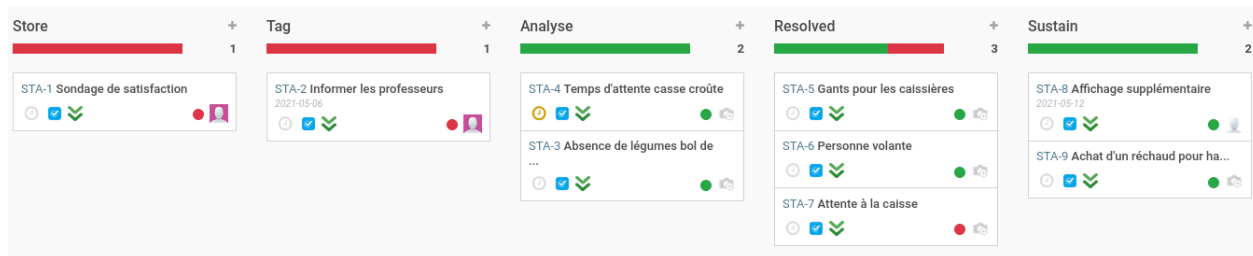 Store +
1
STA-1 Sondage de satisfaction
Tag +
1
STA-2 Informer les professeurs
2021-05-06
Analyse +
2
STA-4 Temps d'attente casse croûte
STA-3 Absence de légumes bol de
...
Resolved +
3
STA-5 Gants pour les caissières
STA-6 Personne volante
STA-7 Attente à la caisse
Sustain +
2
STA-8 Affichage supplémentaire
2021-05-12
STA-9 Achat d'un réchaud pour ha...